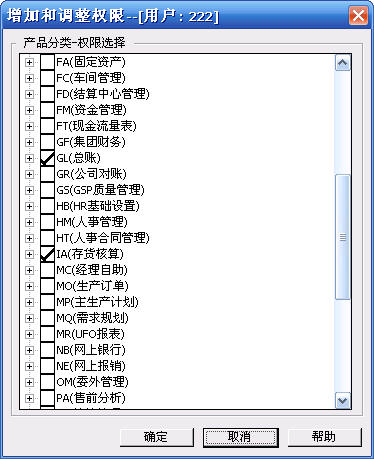 增加和调整权限--[用户：222]
产品分类-权限选择
FA(固定资产)
FC(车间管理)
FD(结算中心管理)
FM(资金管理)
FT(现金流量表)
GF(集团财务)
GL(总账)
GR(公司对账)
GS(GSP质量管理)
HB(HR基础设置)
HM(人事管理)
HT(人事合同管理)
IA(存货核算)
MC(经理自助)
MO(生产订单)
MP(主生产计划)
MQ(需求规划)
MR(UFO报表)
NB(网上银行)
NE(网上报销)
OM(委外管理)
PA(售前分析)
确定 取消 帮助